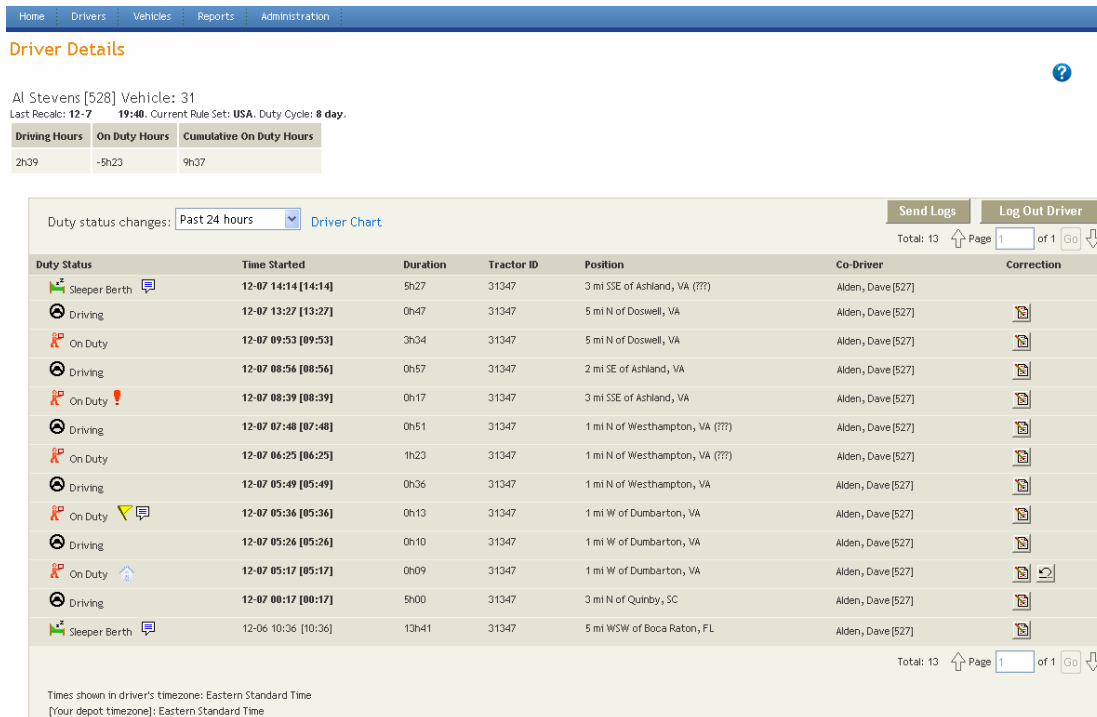 Home Drivers Vehicles Reports Administration
Driver Details
Al Stevens [528] Vehicle: 31
Last Recalc: 12-7 19:40. Current Rule Set: USA. Duty Cycle: 8 day.
Driving Hours On Duty Hours Cumulative On Duty Hours
2h39 -5h23 9h37
Duty status changes: Past 24 hours Driver Chart Send Logs Log Out Driver
Total: 13 Page 1 of 1 Go
Duty Status Time Started Duration Tractor ID Position Co-Driver Correction
Sleeper Berth 12-07 14:14 [14:14] 5h27 31347 3 mi SSE of Ashland, VA (???) Alden, Dave [527]
Driving 12-07 13:27 [13:27] 0h47 31347 5 mi N of Doswell, VA Alden, Dave [527]
On Duty 12-07 09:53 [09:53] 3h34 31347 5 mi N of Doswell, VA Alden, Dave [527]
Driving 12-07 08:56 [08:56] 0h57 31347 2 mi SE of Ashland, VA Alden, Dave [527]
On Duty 12-07 08:39 [08:39] 0h17 31347 3 mi SSE of Ashland, VA Alden, Dave [527]
Driving 12-07 07:48 [07:48] 0h51 31347 1 mi N of Westhampton, VA (???) Alden, Dave [527]
On Duty 12-07 06:25 [06:25] 1h23 31347 1 mi N of Westhampton, VA (???) Alden, Dave [527]
Driving 12-07 05:49 [05:49] 0h36 31347 1 mi N of Westhampton, VA Alden, Dave [527]
On Duty 12-07 05:36 [05:36] 0h13 31347 1 mi W of Dumbarton, VA Alden, Dave [527]
Driving 12-07 05:26 [05:26] 0h10 31347 1 mi W of Dumbarton, VA Alden, Dave [527]
On Duty 12-07 05:17 [05:17] 0h09 31347 1 mi W of Dumbarton, VA Alden, Dave [527]
Driving 12-07 00:17 [00:17] 5h00 31347 3 mi N of Quinby, SC Alden, Dave [527]
Sleeper Berth 12-06 10:36 [10:36] 13h41 31347 5 mi WSW of Boca Raton, FL Alden, Dave [527]
Total: 13 Page 1 of 1 Go
Times shown in driver's timezone: Eastern Standard Time
[Your depot timezone]: Eastern Standard Time